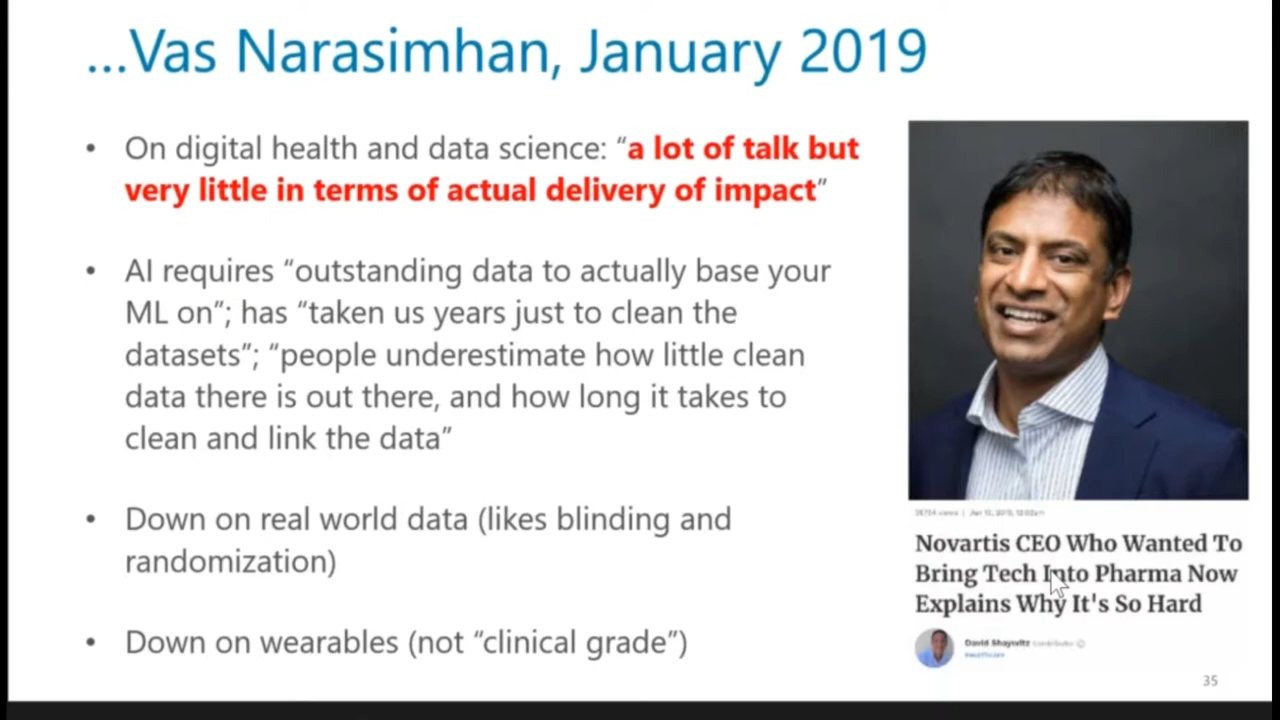 ...Vas Narasimhan, January 2019
• On digital health and data science: “a lot of talk but
very little in terms of actual delivery of impact”
• AI requires “outstanding data to actually base your
ML on”; has “taken us years just to clean the
datasets”; “people underestimate how little clean
data there is out there, and how long it takes to
clean and link the data”
• Down on real world data (likes blinding and
randomization)
• Down on wearables (not “clinical grade”)
views | Jan
Novartis CEO Who Wanted To
Bring Tech Into Pharma Now
Explains Why It's So Hard
David Shaywitz Contributor
Healthcare
35